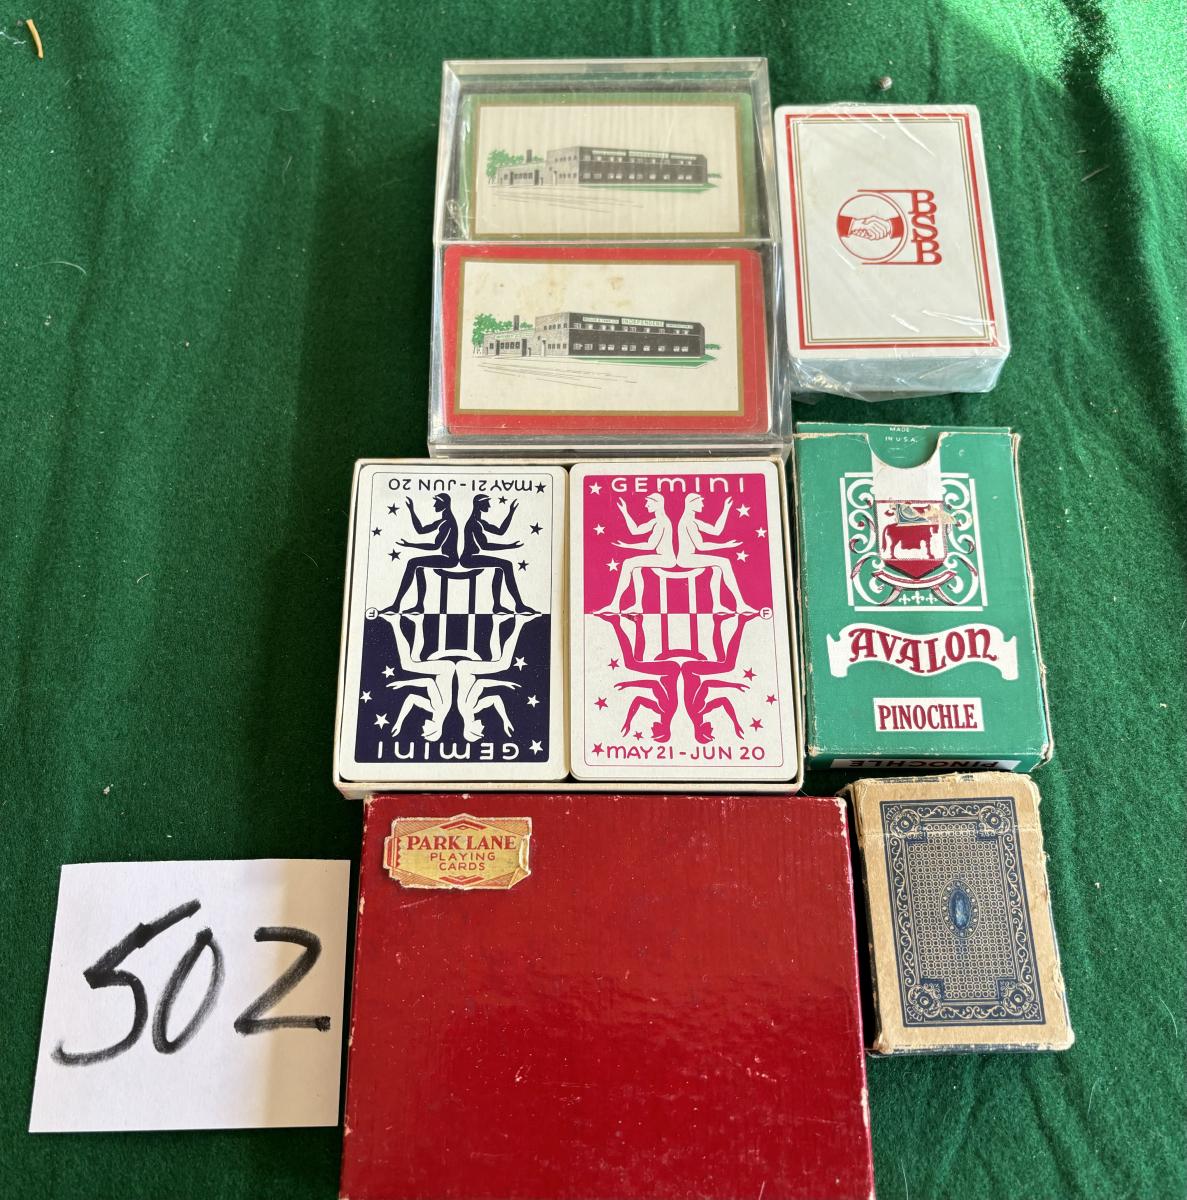 INDEPENDENT
BSB
MADE
IN U.S.A.
MAY 21 - JUN 20
GEMINI
GEMINI
MAY 21 - JUN 20
F
F
AVALON
PINOCHLE
PINOCHLE
PARK LANE
PLAYING
CARDS
502